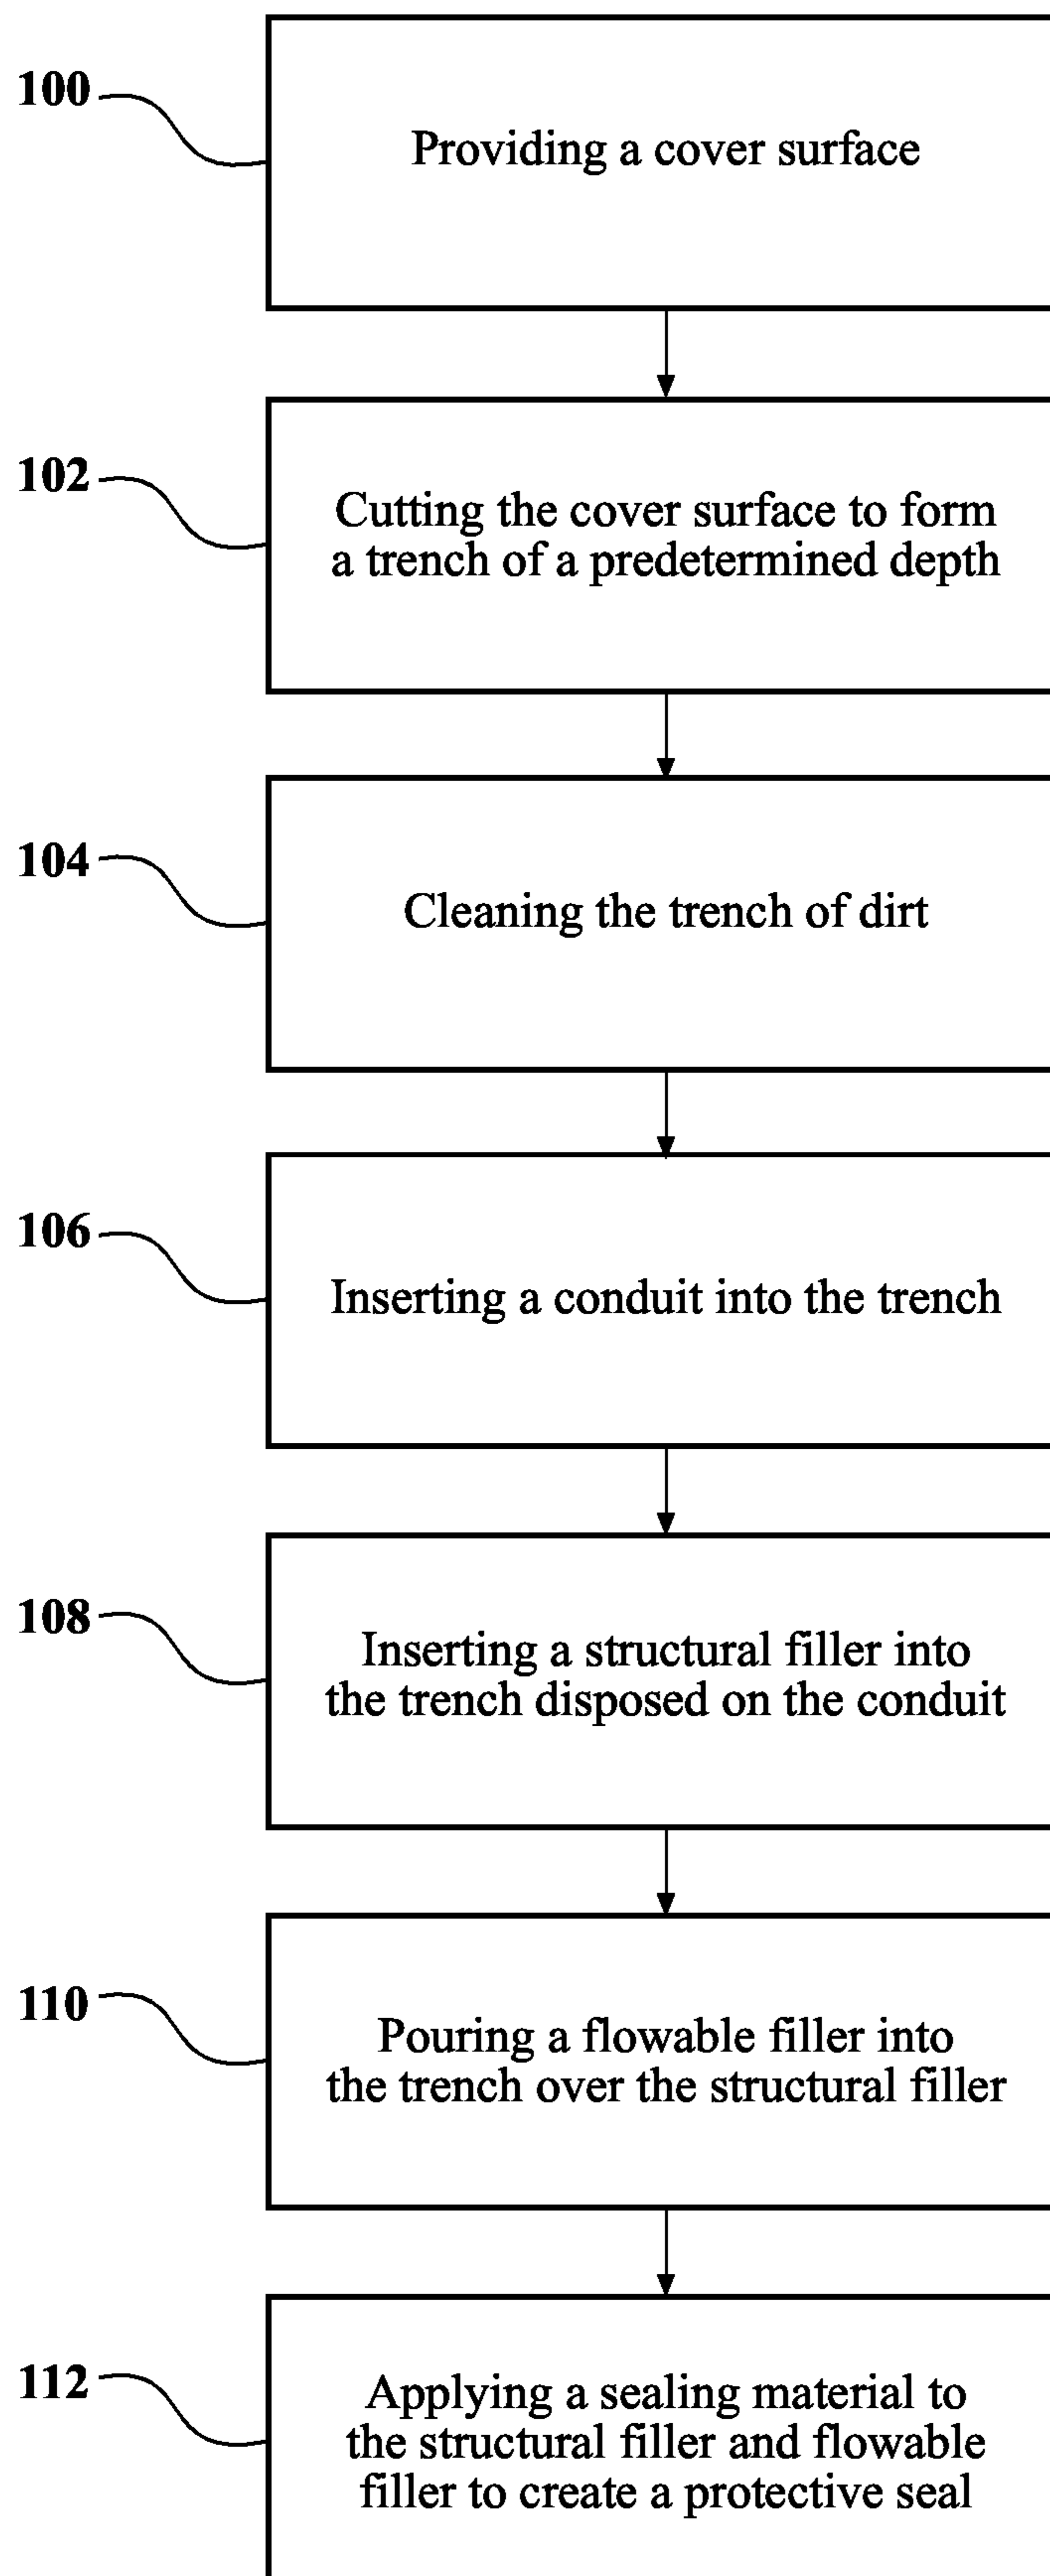 100
Providing a cover surface
102
Cutting the cover surface to form
a trench of a predetermined depth
104
Cleaning the trench of dirt
106
Inserting a conduit into the trench
108
Inserting a structural filler into
the trench disposed on the conduit
110
Pouring a flowable filler into
the trench over the structural filler
112
Applying a sealing material to
the structural filler and flowable
filler to create a protective seal